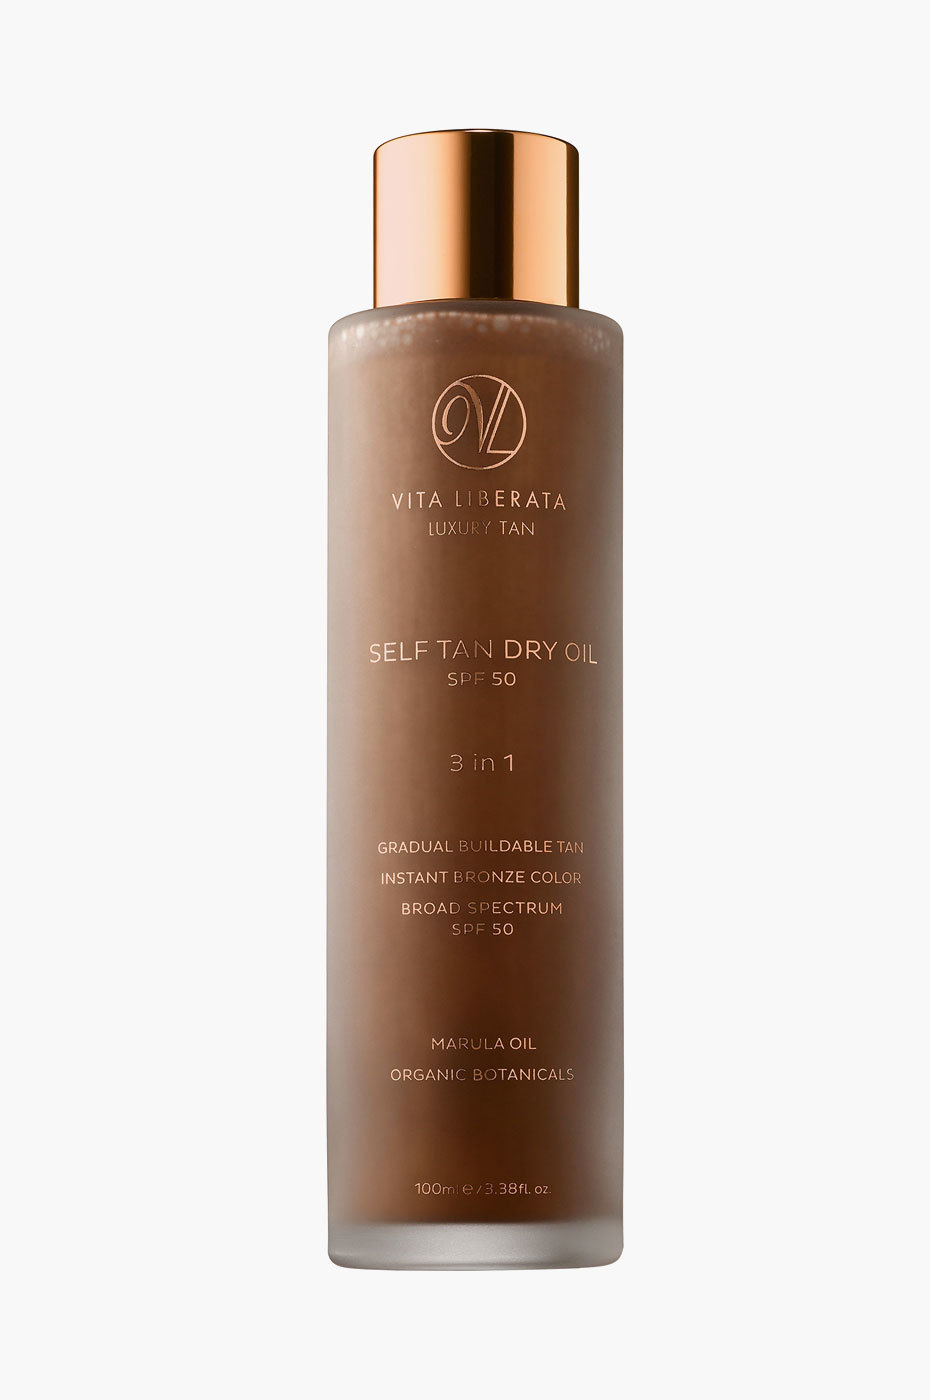 VL
VITA LIBERATA
LUXURY TAN
SELF TAN DRY OIL
SPF 50
3 in 1
GRADUAL BUILDABLE TAN
INSTANT BRONZE COLOR
BROAD SPECTRUM
SPF 50
MARULA OIL
ORGANIC BOTANICALS
100ml e / 3.38fl. oz.